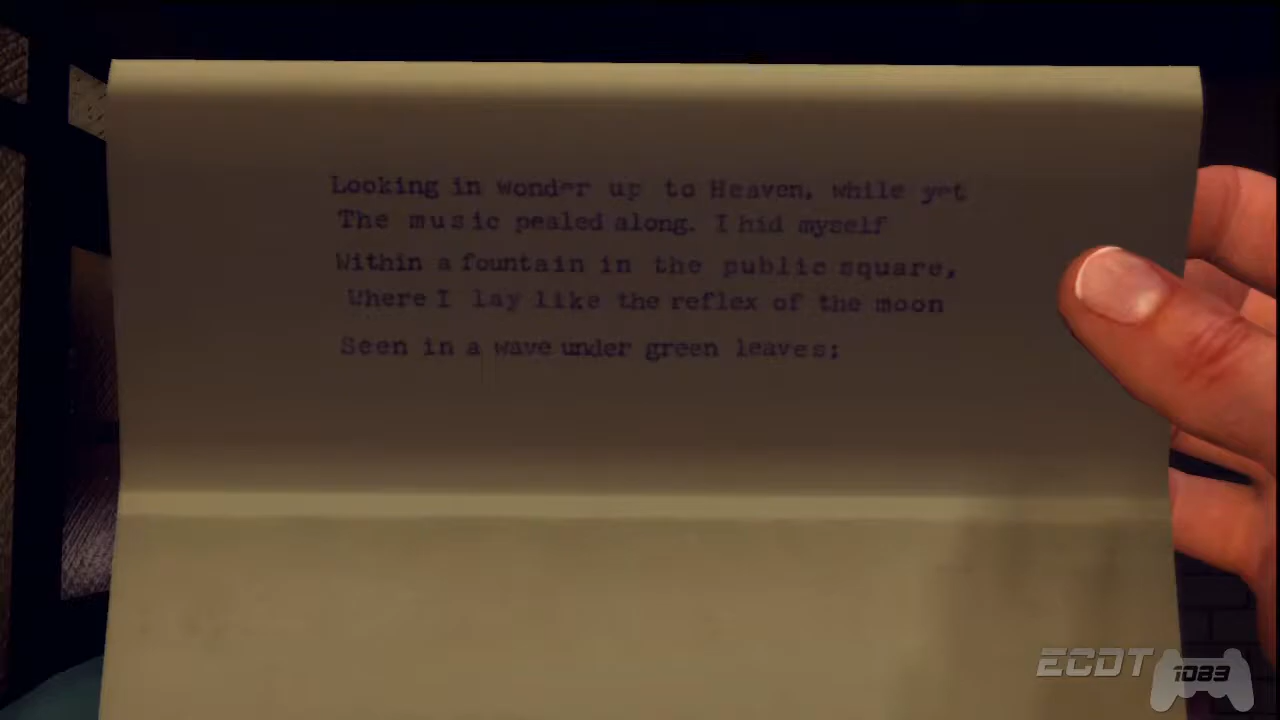 Looking in wonder up to Heaven, while yet
The music pealed along. I hid myself
Within a fountain in the public square,
Where I lay like the reflex of the moon
Seen in a wave under green leaves;
ECDT
1083